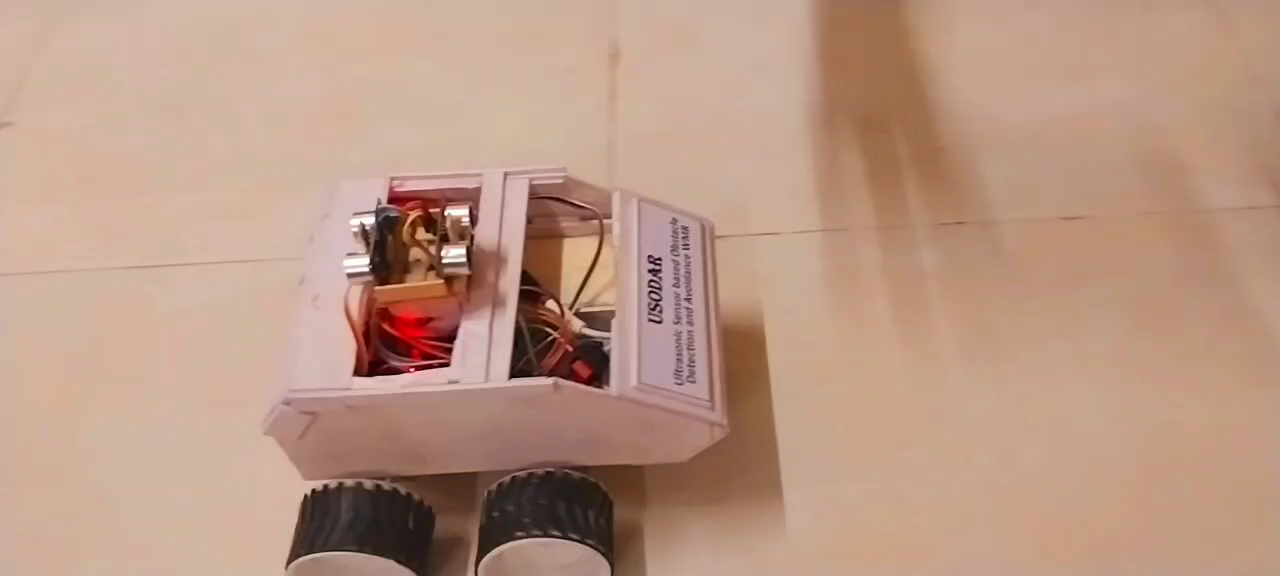 USODAR
Ultrasonic Sensor based Obstacle
Detection and Avoidance WMR